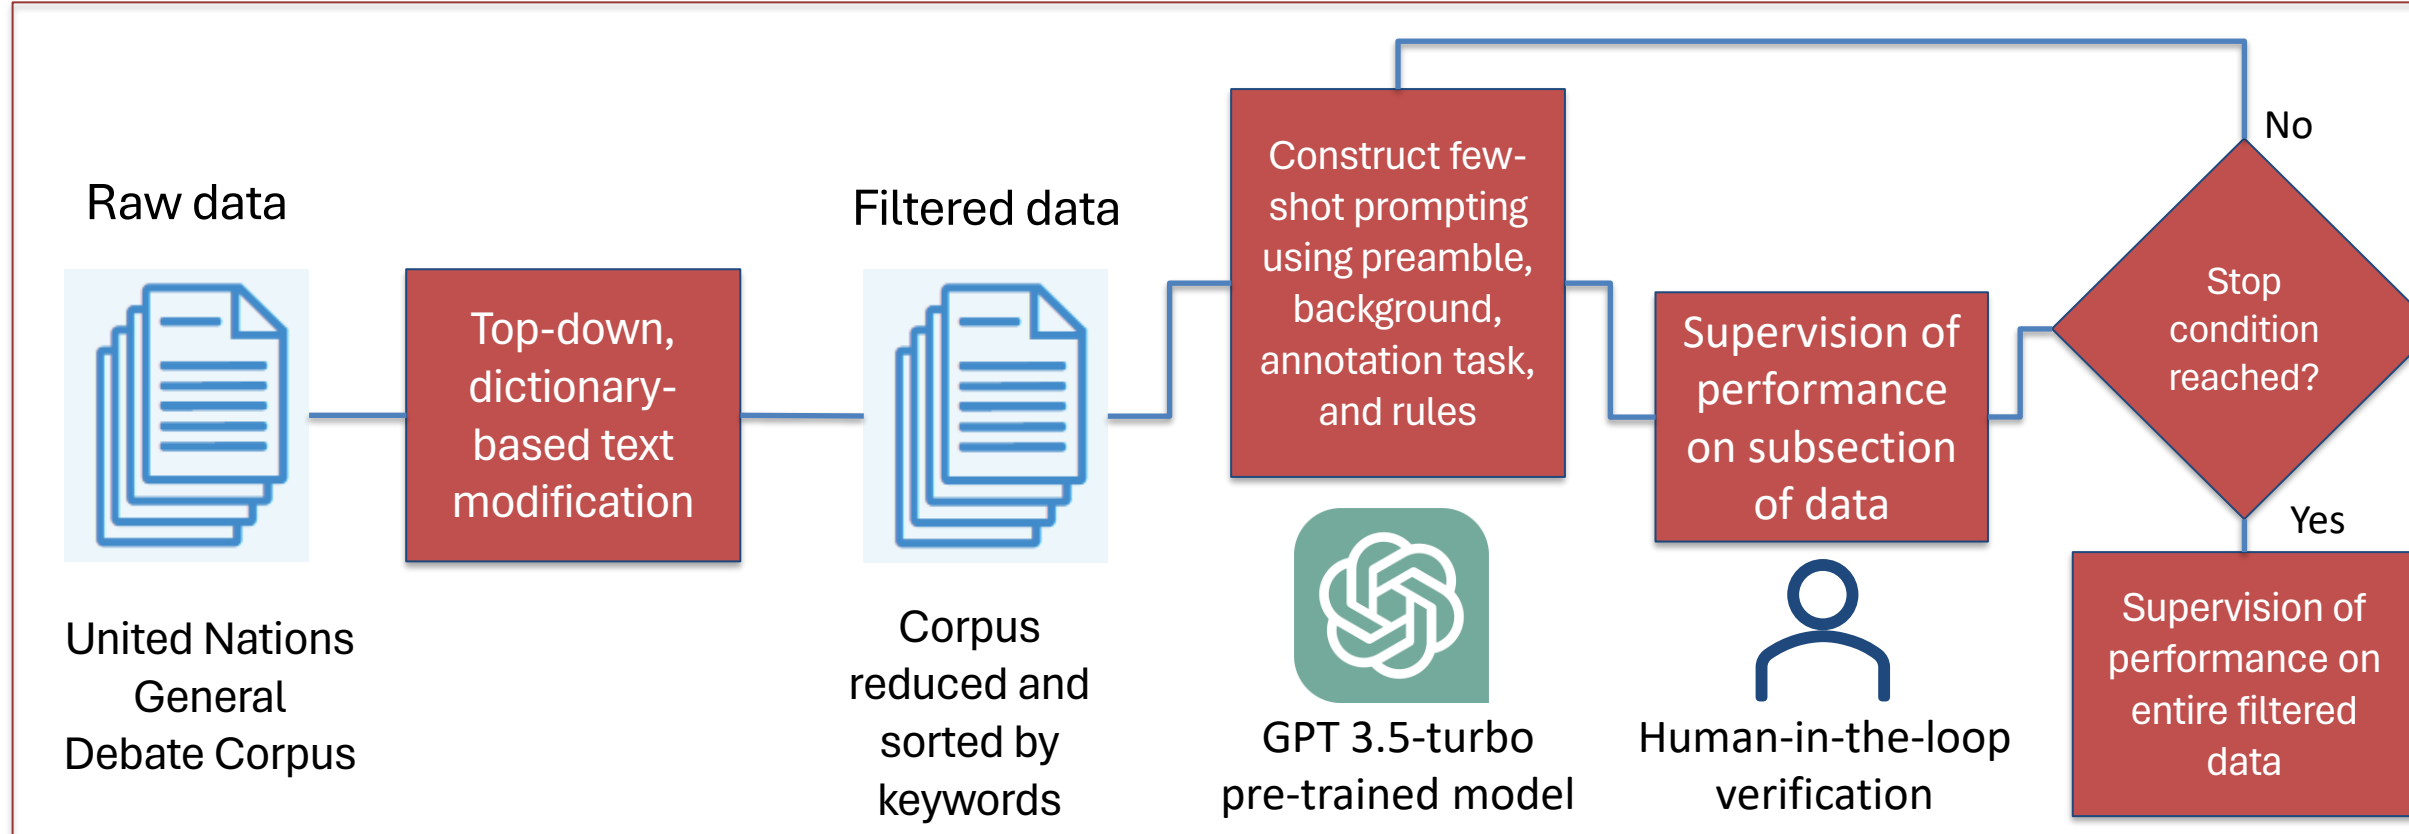 Raw data
United Nations
General
Debate Corpus
Top-down,
dictionary-
based text
modification
Filtered data
Corpus
reduced and
sorted by
keywords
Construct few-
shot prompting
using preamble,
background,
annotation task,
and rules
GPT 3.5-turbo
pre-trained model
Supervision of
performance
on subsection
of data
Human-in-the-loop
verification
No
Stop
condition
reached?
Yes
Supervision of
performance on
entire filtered
data